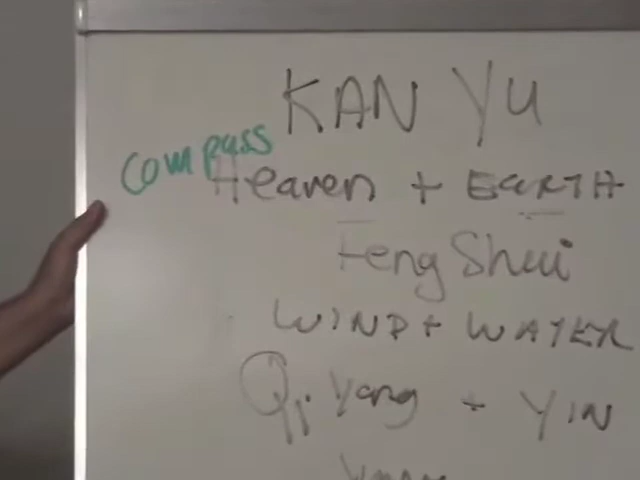 KAN YU
compass
Heaven + EARTH
Feng Shui
WIND + WATER
Qi Yang + YIN